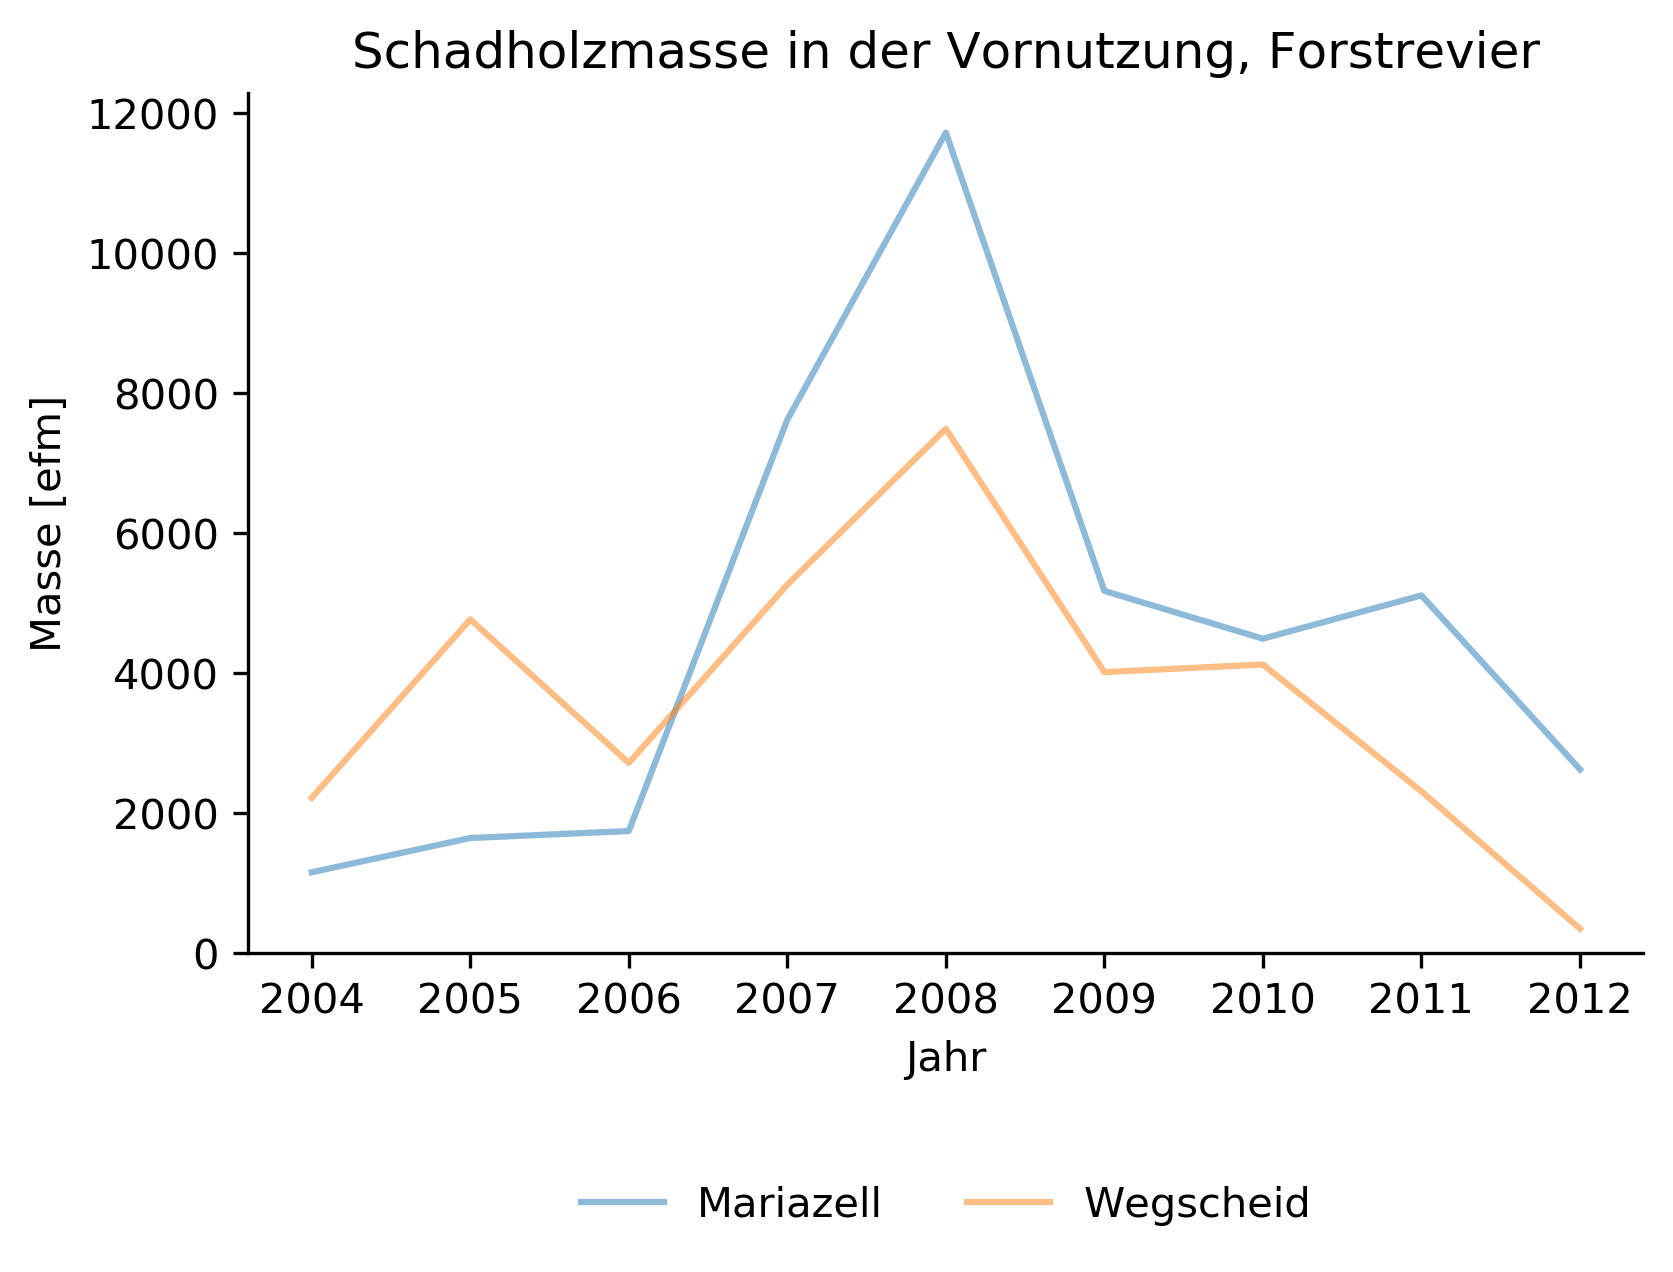 Schadholzmasse in der Vornutzung, Forstrevier
12000
10000
8000
6000
4000
2000
0
Masse [efm]
2004 2005 2006 2007 2008 2009 2010 2011 2012
Jahr
Mariazell Wegscheid